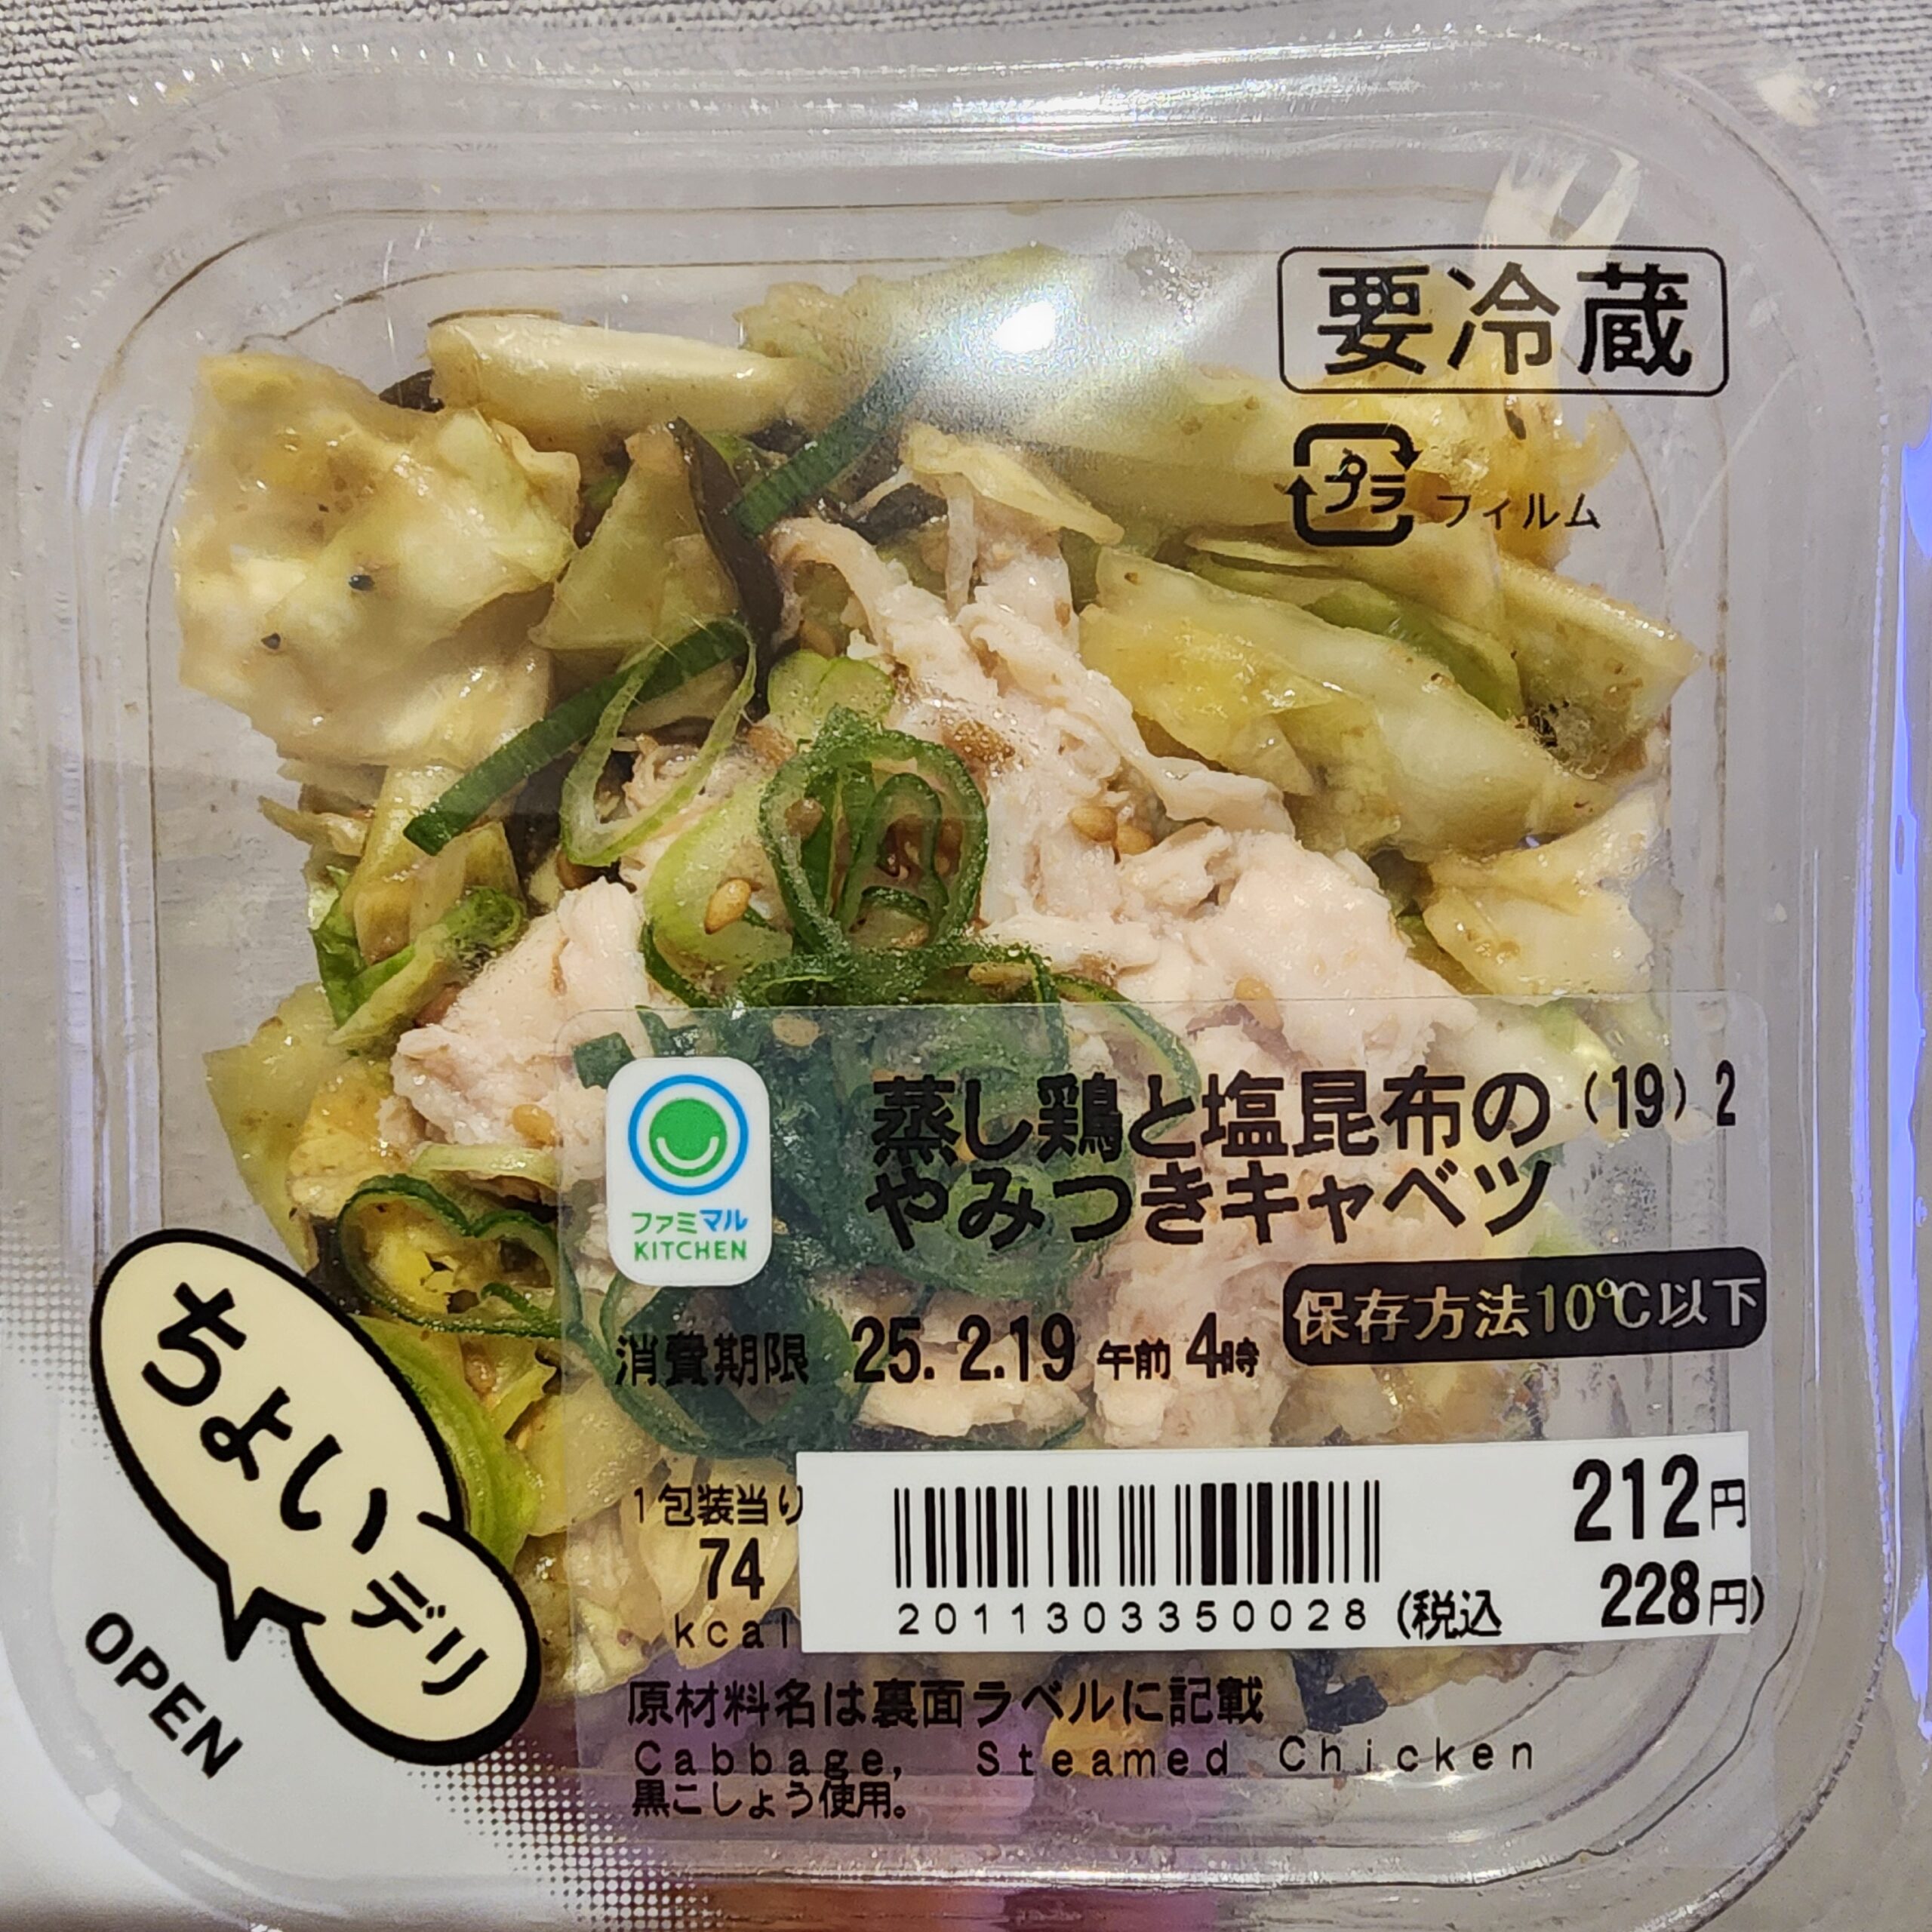 要冷蔵
プラ フィルム
蒸し鶏と塩昆布の (19) 2
やみつきキャベツ
ファミマル
KITCHEN
保存方法10℃以下
消費期限 25. 2.19 午前 4時
ちょいデリ
OPEN
1包装当り
74
kcal
212円
2011303350028 (税込 228円)
原材料名は裏面ラベルに記載
Cabbage, Steamed Chicken
黒こしょう使用。